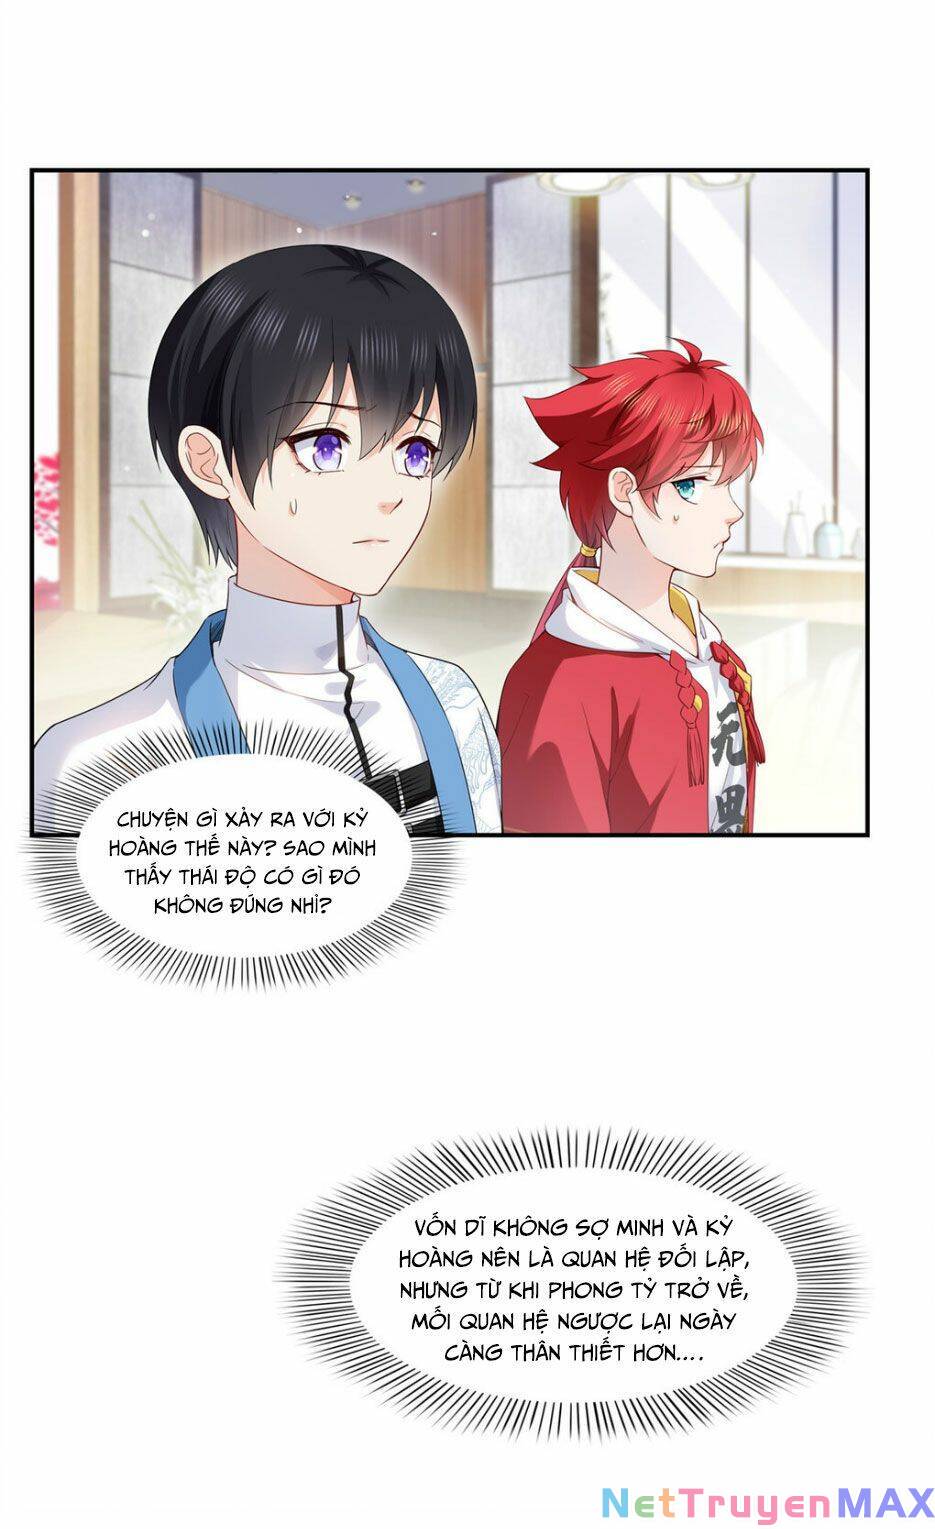 无畏
CHUYỆN GÌ XẢY RA VỚI KỶ
HOÀNG THẾ NÀY? SAO MÌNH
THẤY THÁI ĐỘ CÓ GÌ ĐÓ
KHÔNG ĐÚNG NHỈ?
VỐN DĨ KHÔNG SỢ MINH VÀ KỶ
HOÀNG NÊN LÀ QUAN HỆ ĐỐI LẬP,
NHƯNG TỪ KHI PHONG TỶ TRỞ VỀ,
MỐI QUAN HỆ NGƯỢC LẠI NGÀY
CÀNG THÂN THIẾT HƠN....
NETTRUYENMAX